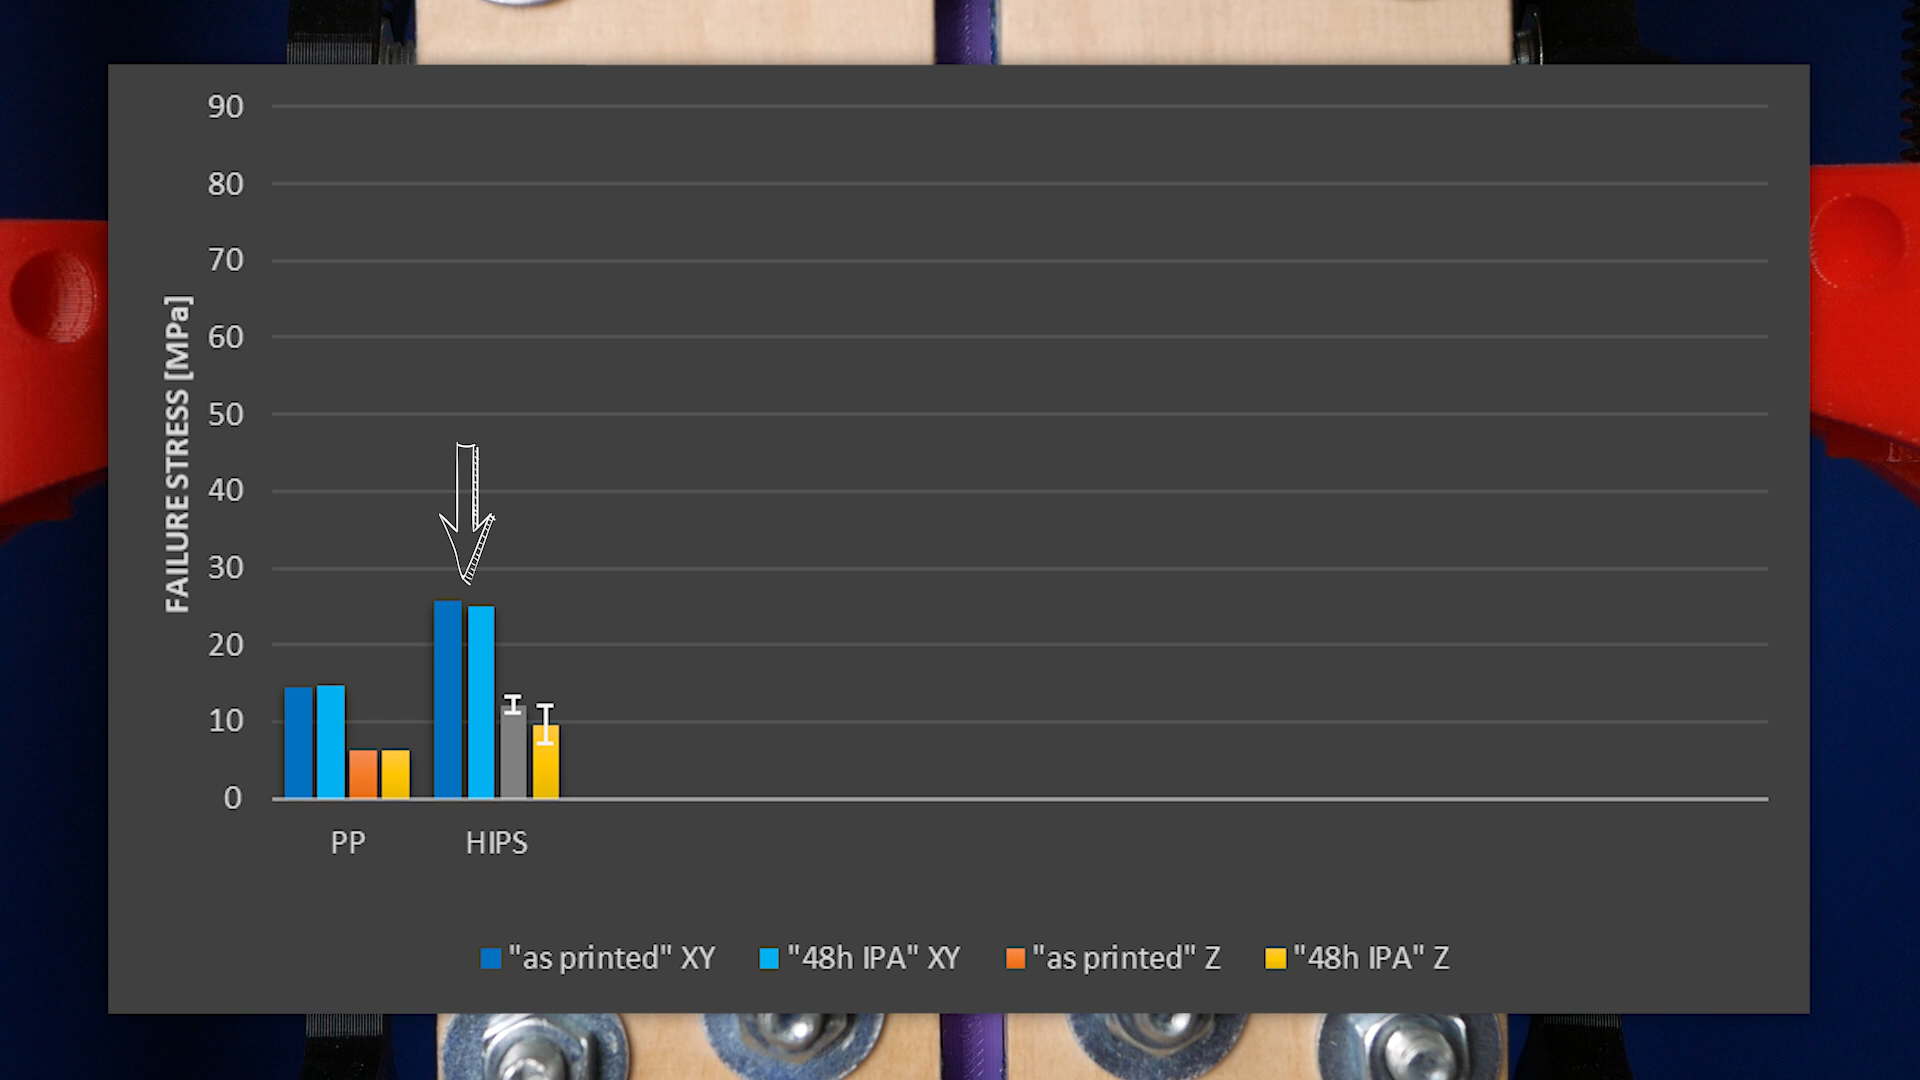 90
80
70
60
50
40
30
20
10
0
FAILURE STRESS [MPa]
PP
HIPS
"as printed" XY
"48h IPA" XY
"as printed" Z
"48h IPA" Z